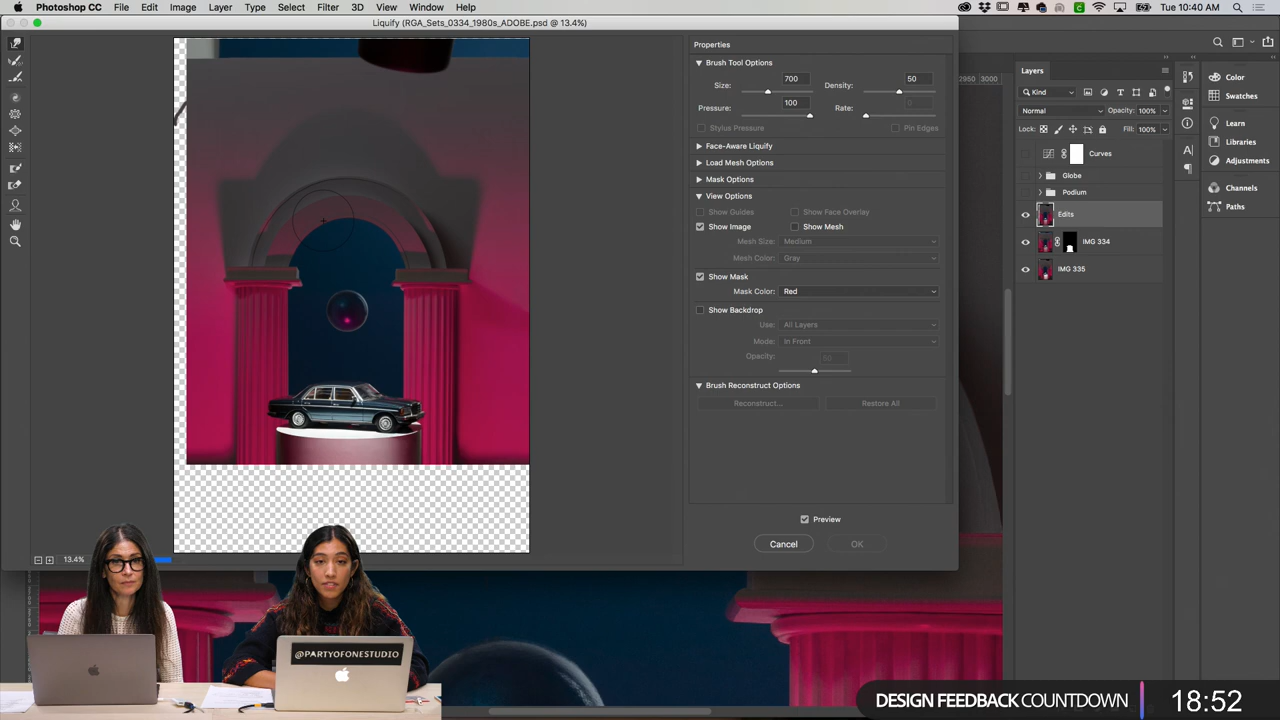 Photoshop CC File Edit Image Layer Type Select Filter 3D View Window Help
Tue 10:40 AM
Liquify (RGA_Sets_0334_1980s_ADOBE.psd @ 13.4%)
Properties
Brush Tool Options
Size: 700 Density: 50
Pressure: 100 Rate: 0
Stylus Pressure Pin Edges
Face-Aware Liquify
Load Mesh Options
Mask Options
View Options
Show Guides Show Face Overlay
Show Image Show Mesh
Mesh Size: Medium
Mesh Color: Gray
Show Mask
Mask Color: Red
Show Backdrop
Use: All Layers
Mode: In Front
Opacity: 50
Brush Reconstruct Options
Reconstruct... Restore All
Preview
Cancel OK
13.4%
2950 3000
Layers
Kind
Normal Opacity: 100%
Lock: Fill: 100%
Curves
Globe
Podium
Edits
IMG 334
IMG 335
Color
Swatches
Learn
Libraries
Adjustments
Channels
Paths
@PARTYOFONESTUDIO
DESIGN FEEDBACK COUNTDOWN 18:52